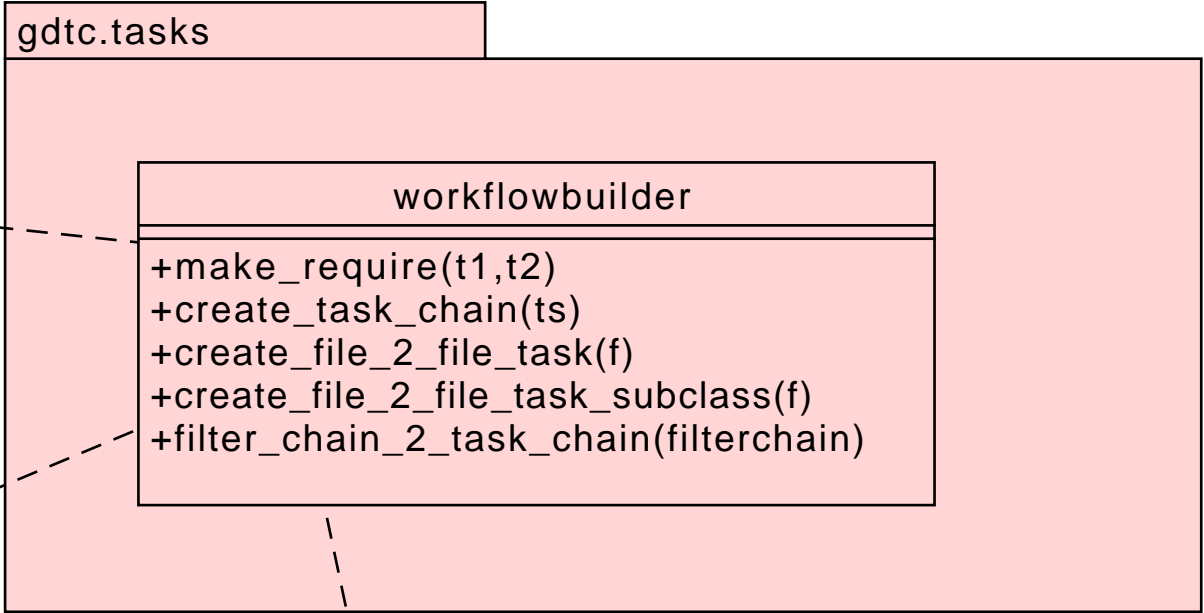 gdtc.tasks
workflowbuilder
+make_require(t1,t2)
+create_task_chain(ts)
+create_file_2_file_task(f)
+create_file_2_file_task_subclass(f)
+filter_chain_2_task_chain(filterchain)